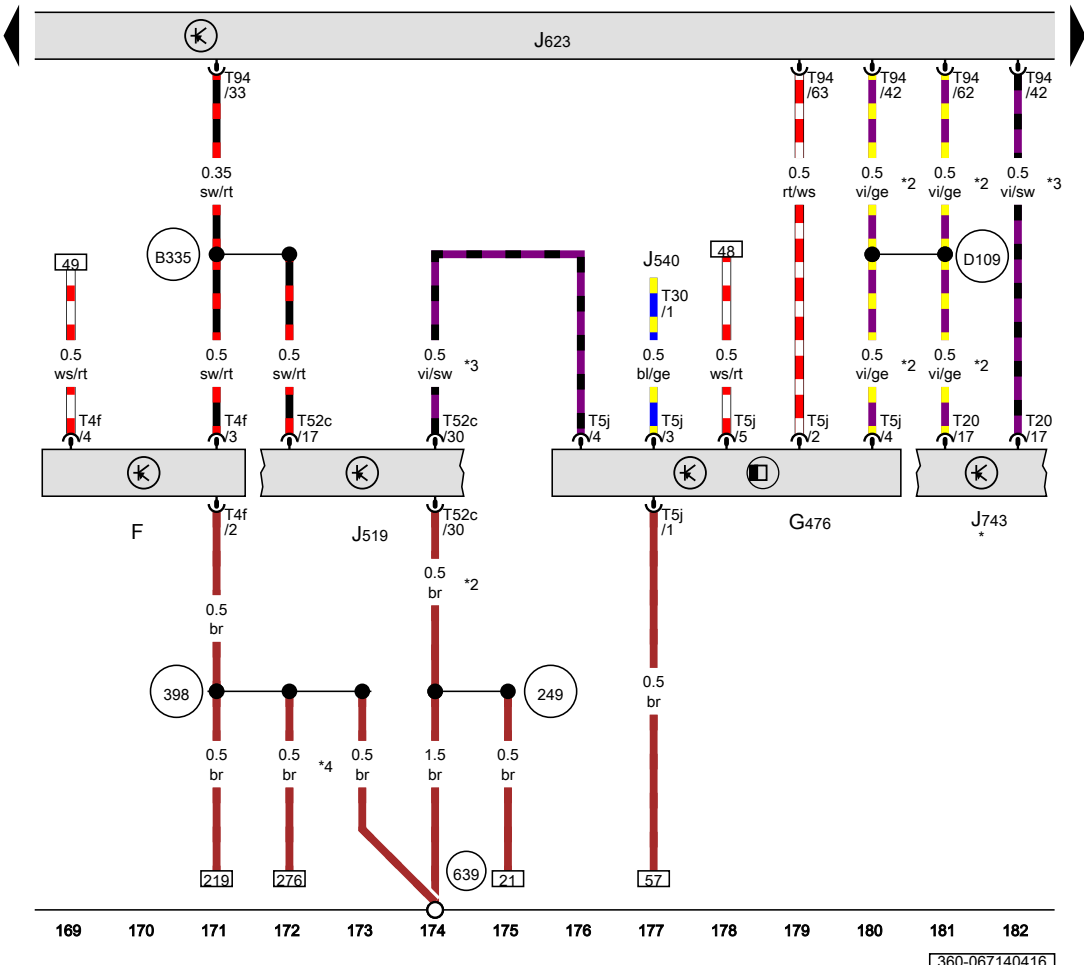 J623
T94 T94 T94 T94 T94
/33 /63 /42 /62 /42
0.35 0.5 0.5 0.5 0.5
sw/rt rt/ws vi/ge *2 vi/ge *2 vi/sw *3
B335 D109
49 J540 48
T30
/1
0.5 0.5 0.5 0.5 0.5 0.5 0.5 0.5
ws/rt sw/rt sw/rt vi/sw *3 bl/ge ws/rt vi/ge *2 vi/ge *2
T4f T4f T52c T52c T5j T5j T5j T5j T5j T20 T20
/4 /3 /17 /30 /4 /3 /5 /2 /4 /17 /17
F T4f J519 T52c T5j G476 J743
/2 /30 /1 *
0.5
br *2
0.5
br
398 249
0.5
br
0.5 0.5 0.5 1.5 0.5
br br *4 br br br
639
219 276 21 57
169 170 171 172 173 174 175 176 177 178 179 180 181 182
360-067140416